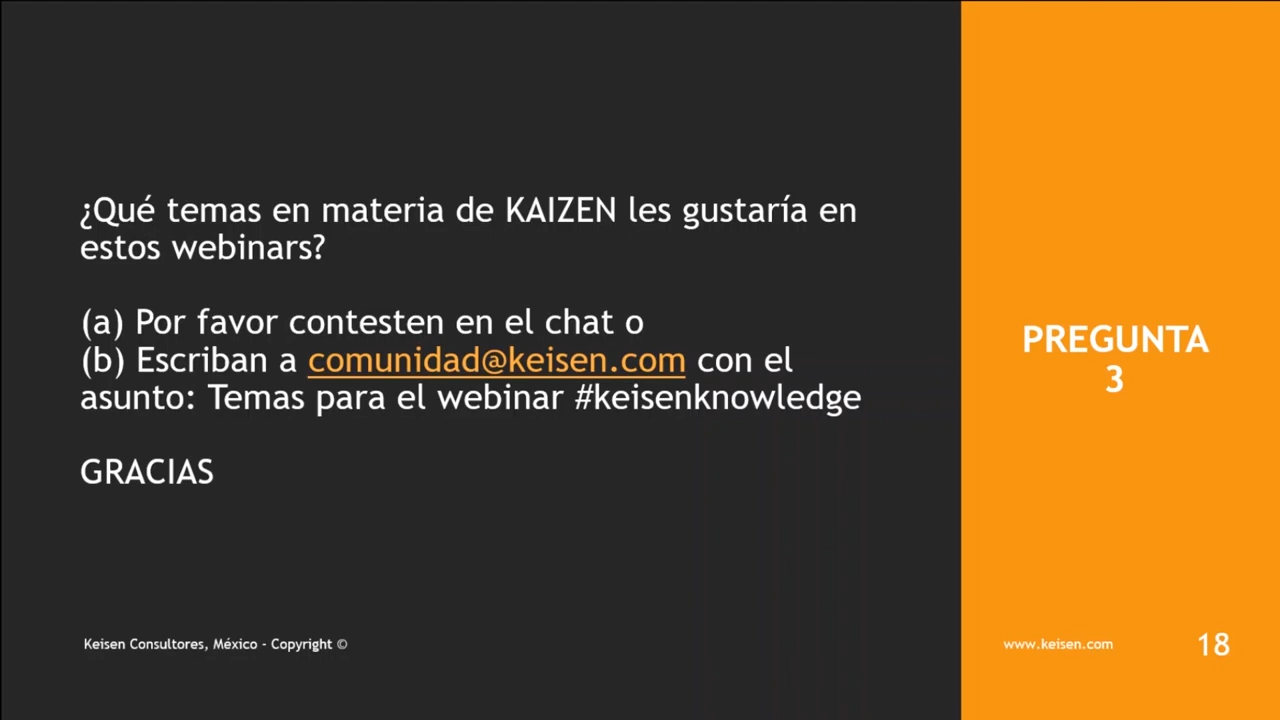 ¿Qué temas en materia de KAIZEN les gustaría en
estos webinars?
(a) Por favor contesten en el chat o
(b) Escriban a comunidad@keisen.com con el
asunto: Temas para el webinar #keisenknowledge
GRACIAS
PREGUNTA
3
Keisen Consultores, México - Copyright ©
www.keisen.com
18